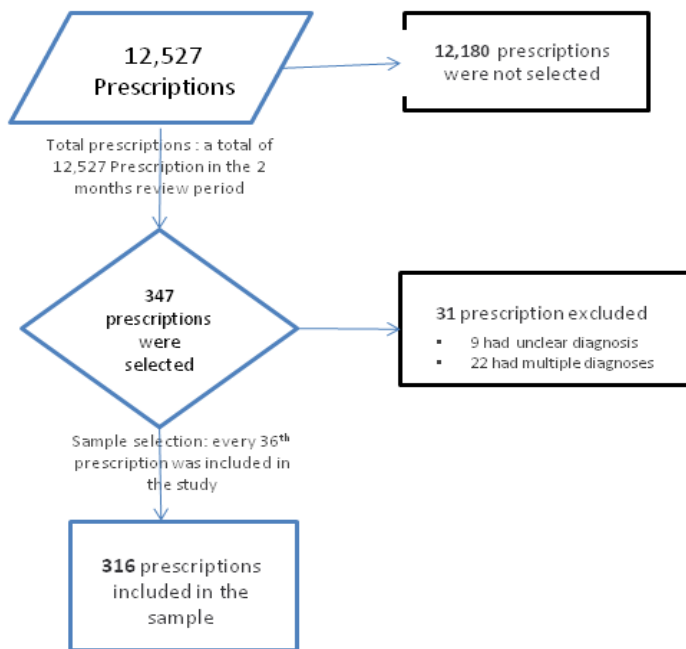 12,527
Prescriptions
12,180 prescriptions
were not selected
Total prescriptions : a total of
12,527 Prescription in the 2
months review period
347
prescriptions
were
selected
31 prescription excluded
▪ 9 had unclear diagnosis
▪ 22 had multiple diagnoses
Sample selection: every 36th
prescription was included in
the study
316 prescriptions
included in the
sample